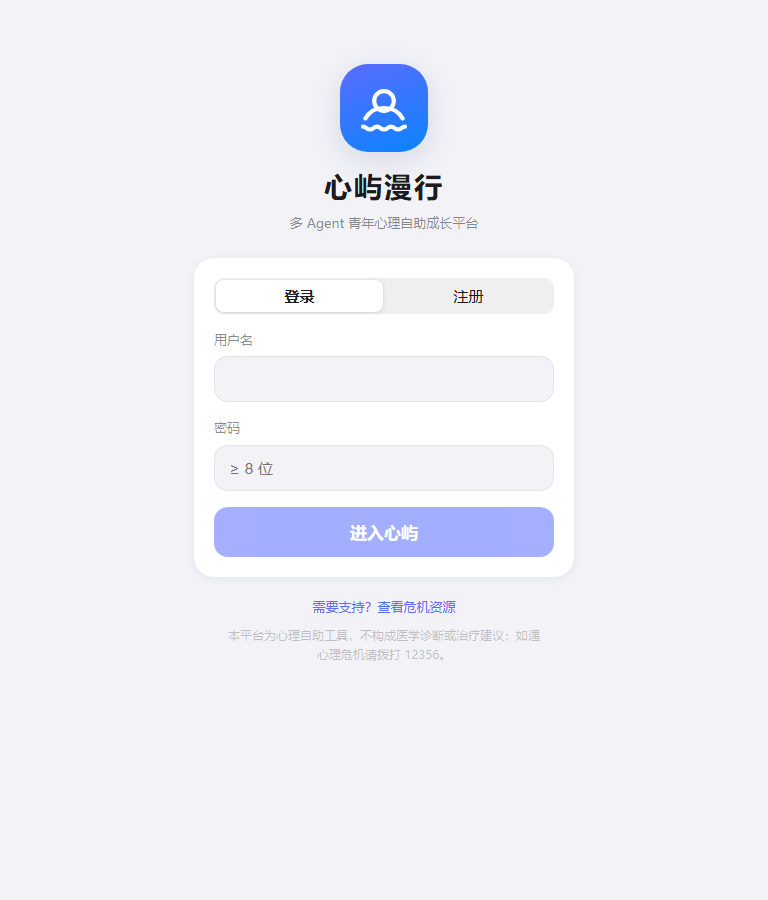 心屿漫行
多 Agent 青年心理自助成长平台
登录
注册
用户名
密码
≥ 8 位
进入心屿
需要支持？查看危机资源
本平台为心理自助工具，不构成医学诊断或治疗建议；如遇
心理危机请拨打 12356。